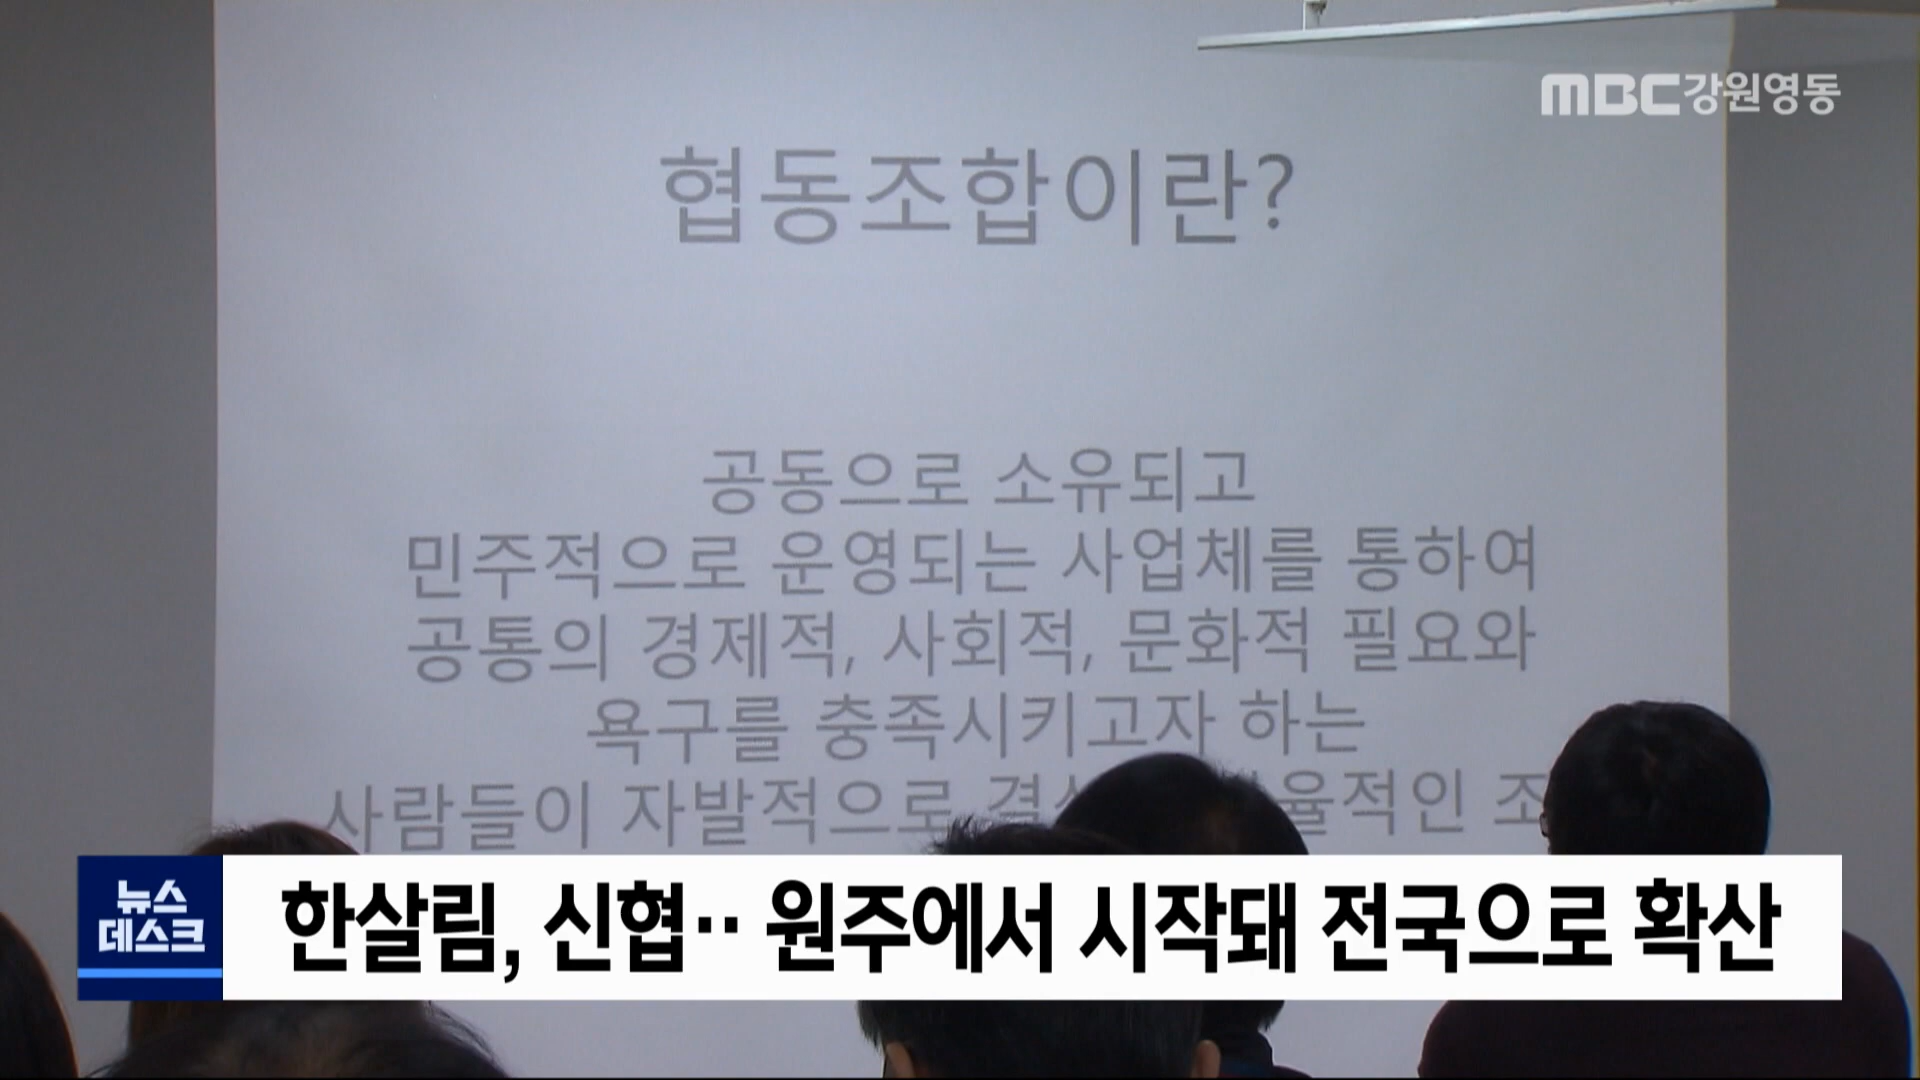 MBC강원영동
협동조합이란?
공동으로 소유되고
민주적으로 운영되는 사업체를 통하여
공통의 경제적, 사회적, 문화적 필요와
욕구를 충족시키고자 하는
사람들이 자발적으로
뉴스
데스크
한살림, 신협‥ 원주에서 시작돼 전국으로 확산